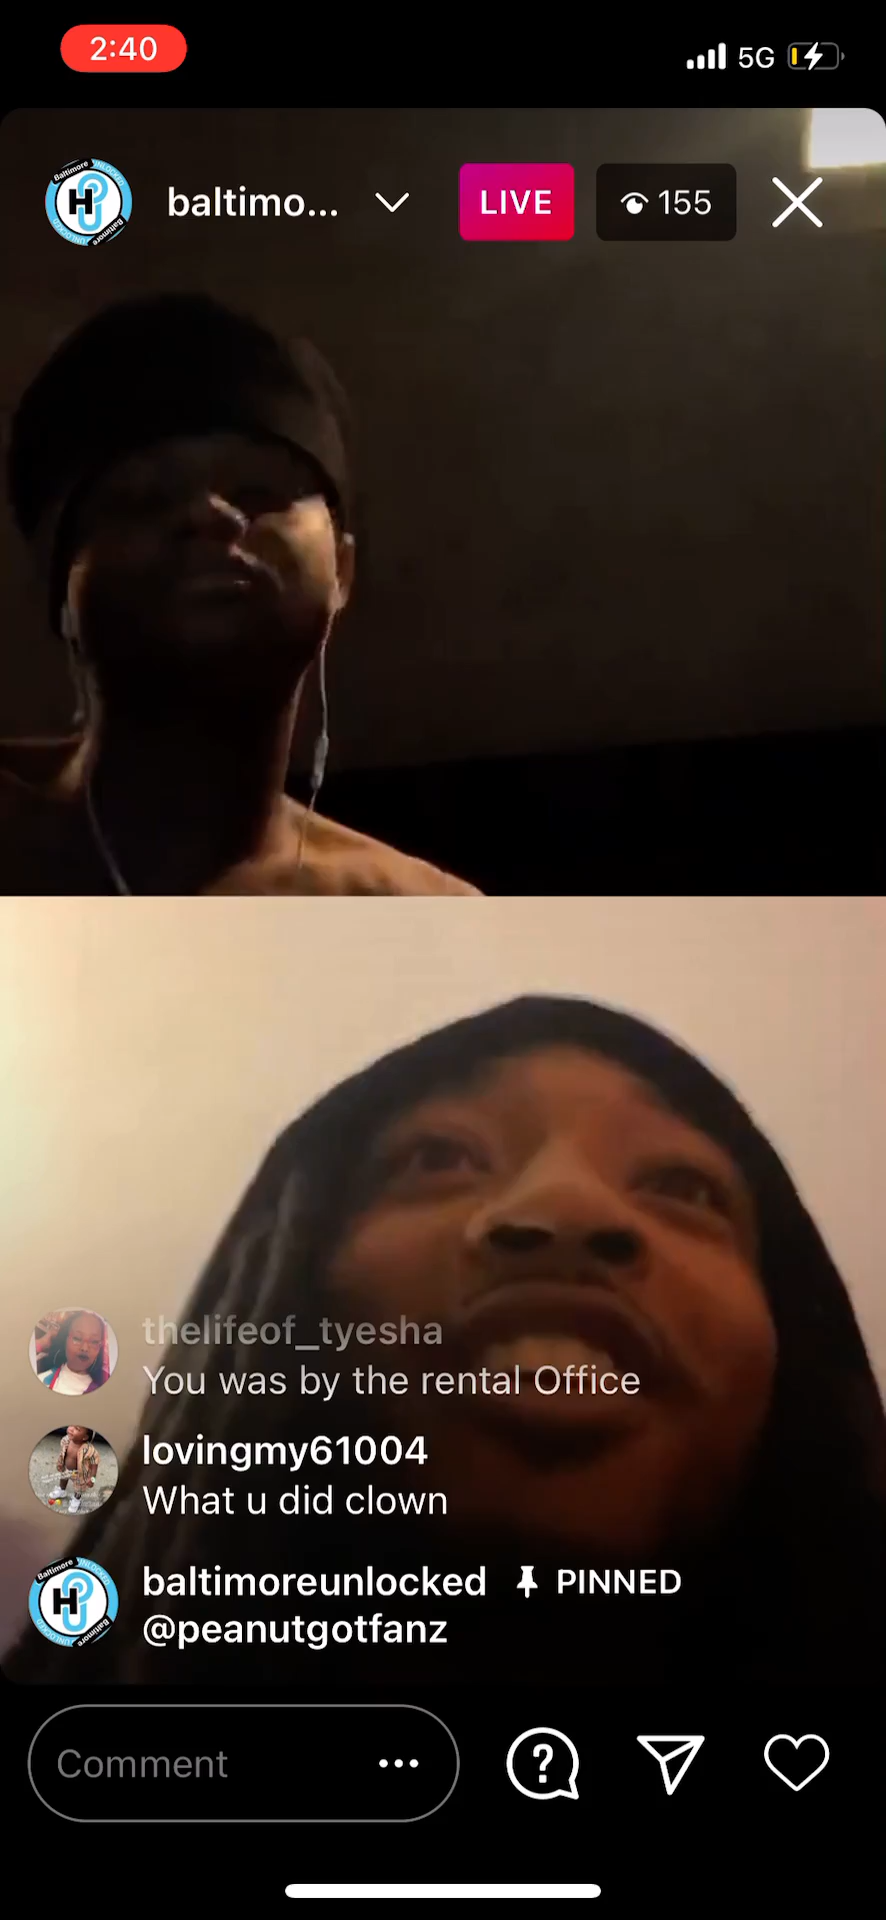 2:40
5G
baltimo...
LIVE
155
thelifeof_tyesha
You was by the rental Office
lovingmy61004
What u did clown
baltimoreunlocked PINNED
@peanutgotfanz
Comment